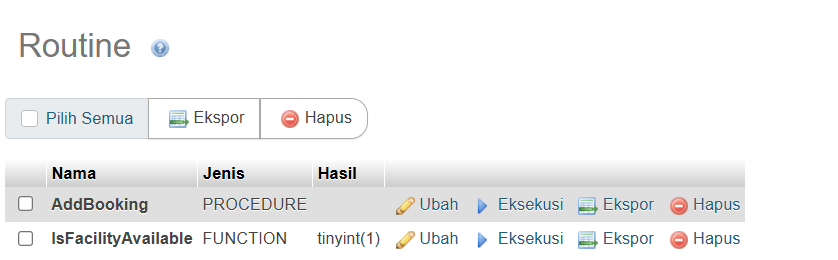 Routine
Pilih Semua Ekspor Hapus
Nama Jenis Hasil
AddBooking PROCEDURE Ubah Eksekusi Ekspor Hapus
IsFacilityAvailable FUNCTION tinyint(1) Ubah Eksekusi Ekspor Hapus